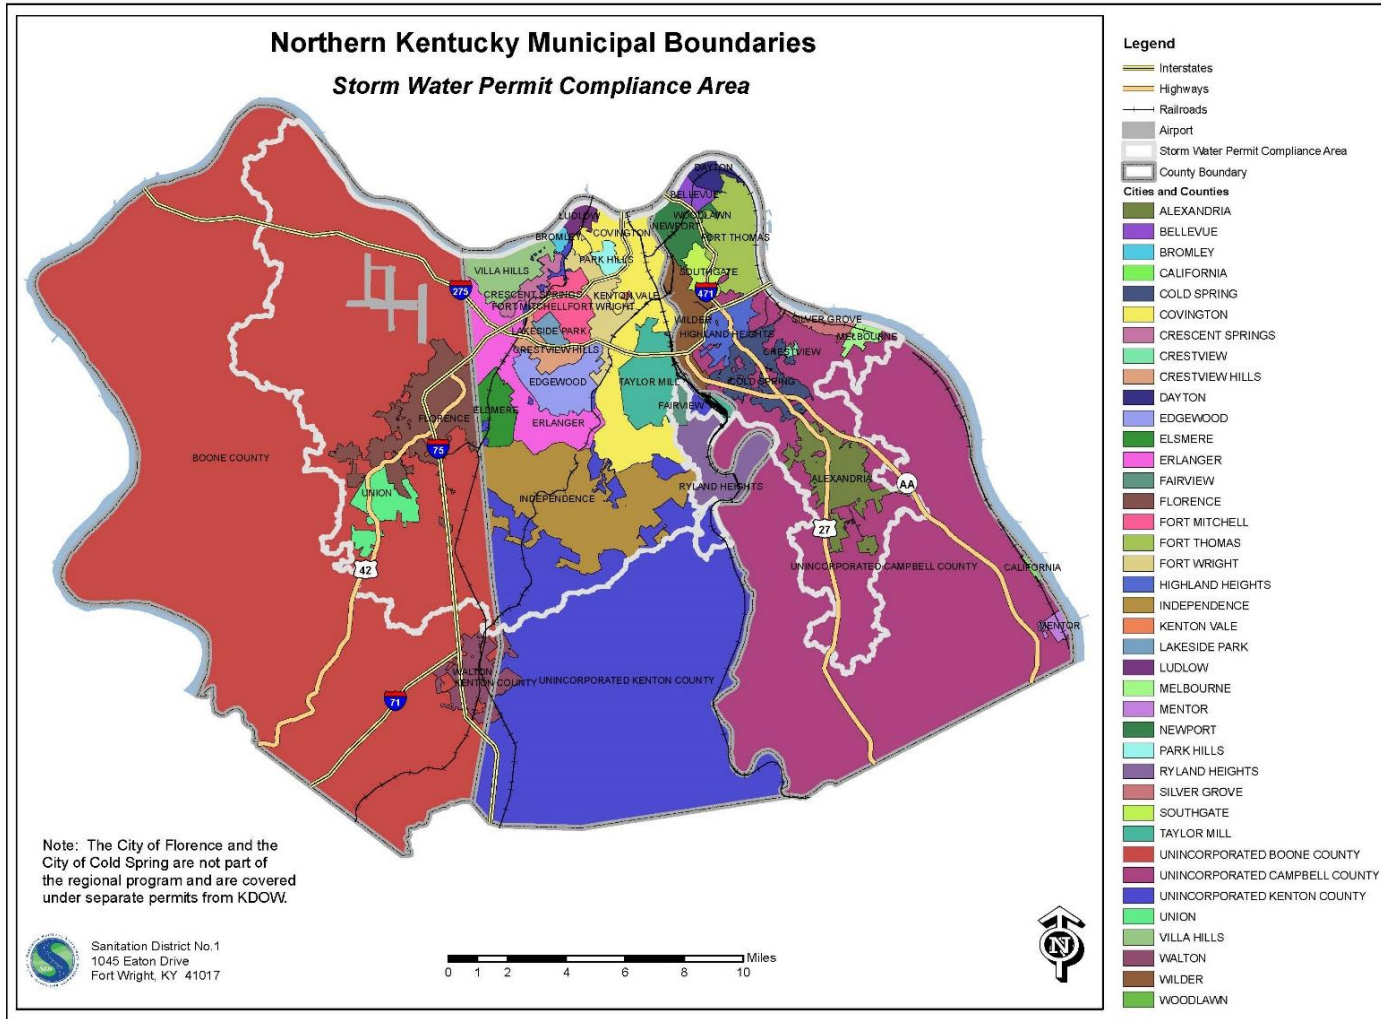 Northern Kentucky Municipal Boundaries
Storm Water Permit Compliance Area
DAYTON
BELLEVUE
WOODLAWN
NEWPORT
FORT THOMAS
LUDLOW
BROMLEY
COVINGTON
PARK HILLS
SOUTHGATE
VILLA HILLS
275
471
CRESCENT SPRINGS
KENTON VALE
FORT MITCHELL
FORT WRIGHT
WILDER
SILVER GROVE
LAKESIDE PARK
HIGHLAND HEIGHTS
MELBOURNE
CRESTVIEW HILLS
CRESTVIEW
EDGEWOOD
TAYLOR MILL
COLD SPRING
ELSMERE
FAIRVIEW
FLORENCE
ERLANGER
75
BOONE COUNTY
UNION
INDEPENDENCE
RYLAND HEIGHTS
ALEXANDRIA
AA
27
42
UNINCORPORATED CAMPBELL COUNTY
CALIFORNIA
MENTOR
WALTON
KENTON COUNTY
UNINCORPORATED KENTON COUNTY
71
Note: The City of Florence and the
City of Cold Spring are not part of
the regional program and are covered
under separate permits from KDOW.
Sanitation District No.1
1045 Eaton Drive
Fort Wright, KY 41017
0 1 2 4 6 8 10 Miles
N
Legend
Interstates
Highways
Railroads
Airport
Storm Water Permit Compliance Area
County Boundary
Cities and Counties
ALEXANDRIA
BELLEVUE
BROMLEY
CALIFORNIA
COLD SPRING
COVINGTON
CRESCENT SPRINGS
CRESTVIEW
CRESTVIEW HILLS
DAYTON
EDGEWOOD
ELSMERE
ERLANGER
FAIRVIEW
FLORENCE
FORT MITCHELL
FORT THOMAS
FORT WRIGHT
HIGHLAND HEIGHTS
INDEPENDENCE
KENTON VALE
LAKESIDE PARK
LUDLOW
MELBOURNE
MENTOR
NEWPORT
PARK HILLS
RYLAND HEIGHTS
SILVER GROVE
SOUTHGATE
TAYLOR MILL
UNINCORPORATED BOONE COUNTY
UNINCORPORATED CAMPBELL COUNTY
UNINCORPORATED KENTON COUNTY
UNION
VILLA HILLS
WALTON
WILDER
WOODLAWN